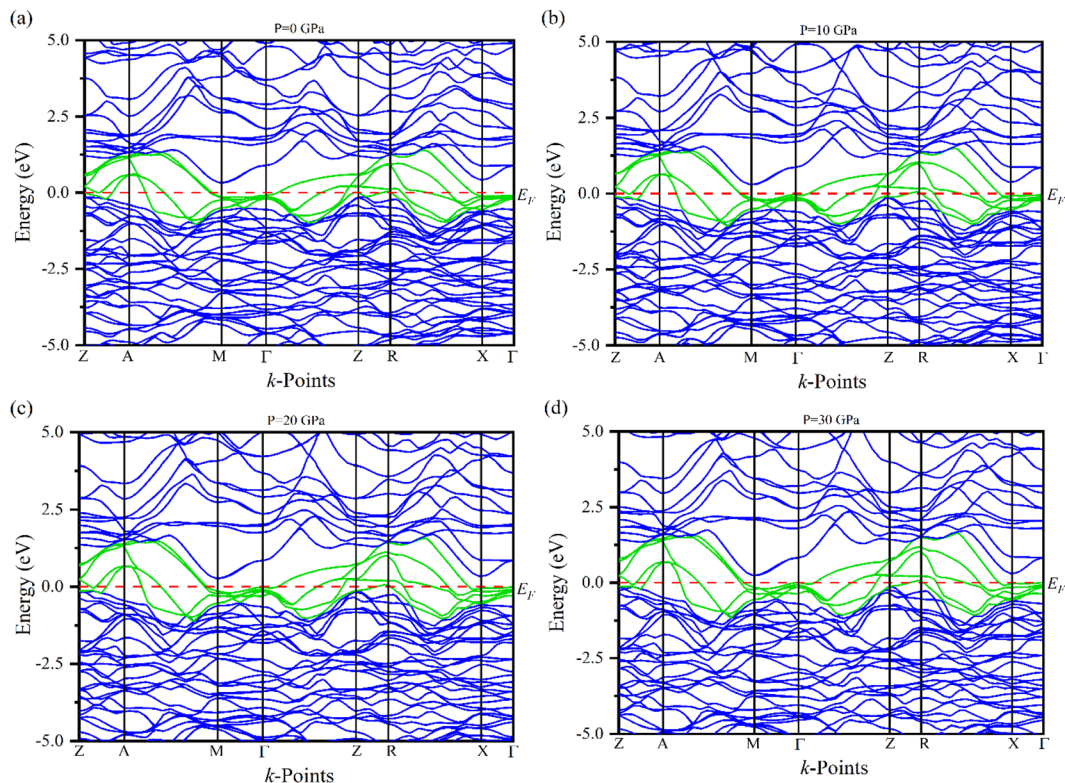 (a)
P=0 GPa
5.0
2.5
0.0
-2.5
-5.0
Energy (eV)
E_F
Z A M Γ Z R X Γ
k-Points
(b)
P=10 GPa
5.0
2.5
0.0
-2.5
-5.0
Energy (eV)
E_F
Z A M Γ Z R X Γ
k-Points
(c)
P=20 GPa
5.0
2.5
0.0
-2.5
-5.0
Energy (eV)
E_F
Z A M Γ Z R X Γ
k-Points
(d)
P=30 GPa
5.0
2.5
0.0
-2.5
-5.0
Energy (eV)
E_F
Z A M Γ Z R X Γ
k-Points